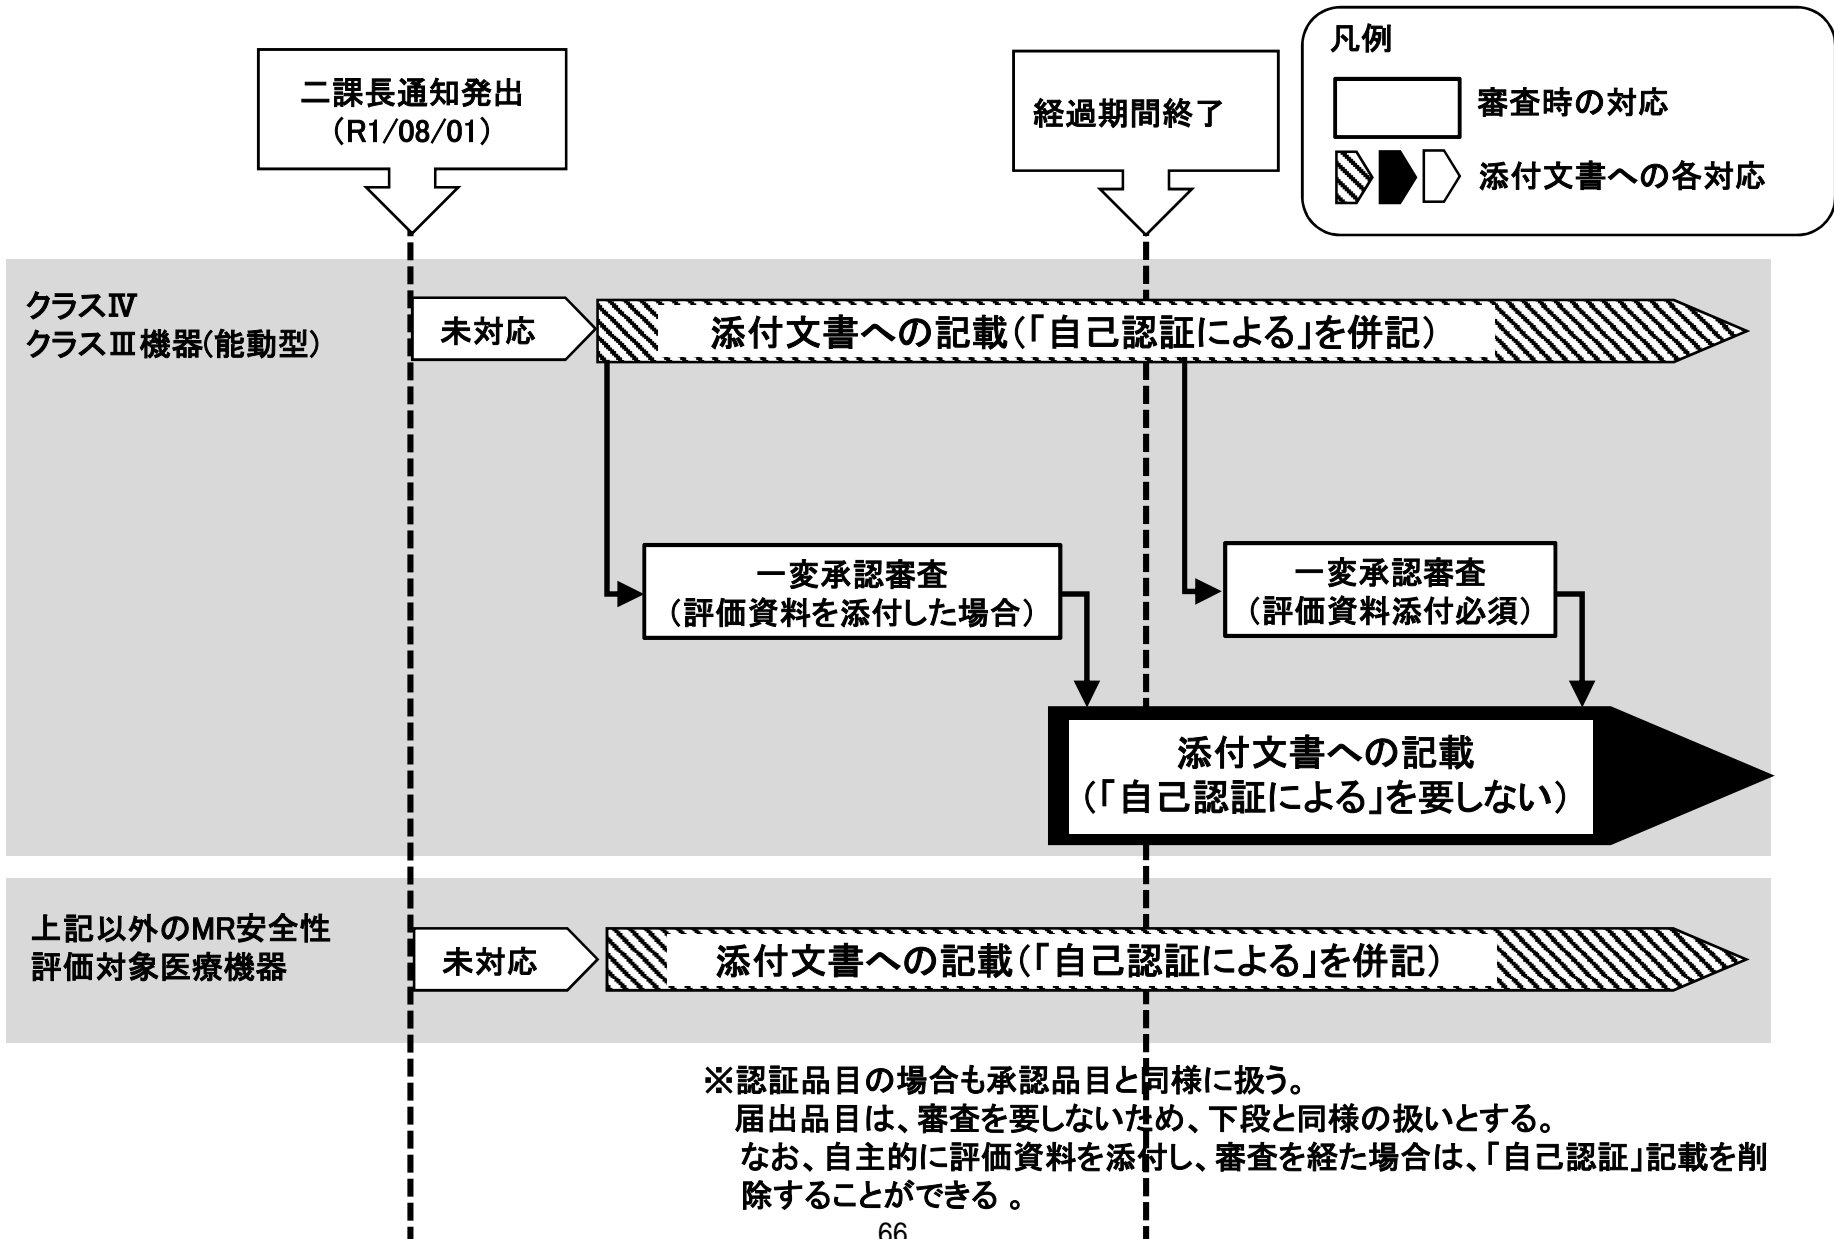 凡例
審査時の対応
添付文書への各対応
二課長通知発出
（R1/08/01）
経過期間終了
クラスⅣ
クラスⅢ機器(能動型)
未対応
添付文書への記載（「自己認証による」を併記）
一変承認審査
（評価資料を添付した場合）
一変承認審査
（評価資料添付必須）
添付文書への記載
（「自己認証による」を要しない）
上記以外のMR安全性
評価対象医療機器
未対応
添付文書への記載（「自己認証による」を併記）
※認証品目の場合も承認品目と同様に扱う。
届出品目は、審査を要しないため、下段と同様の扱いとする。
なお、自主的に評価資料を添付し、審査を経た場合は、「自己認証」記載を削
除することができる 。
66